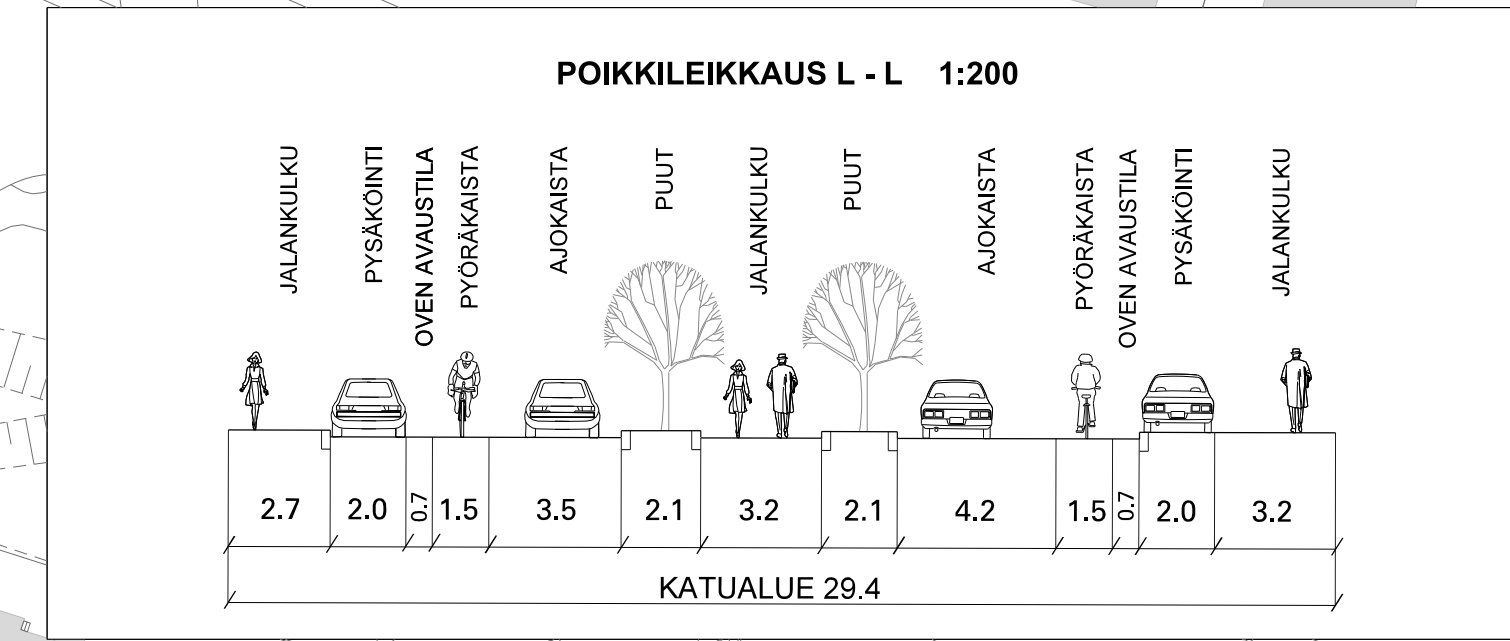 POIKKILEIKKAUS L - L 1:200
JALANKULKU
PYSÄKÖINTI
OVEN AVAUSTILA
PYÖRÄKAISTA
AJOKAISTA
PUUT
JALANKULKU
PUUT
AJOKAISTA
PYÖRÄKAISTA
OVEN AVAUSTILA
PYSÄKÖINTI
JALANKULKU
2.7 2.0 0.7 1.5 3.5 2.1 3.2 2.1 4.2 1.5 0.7 2.0 3.2
KATUALUE 29.4